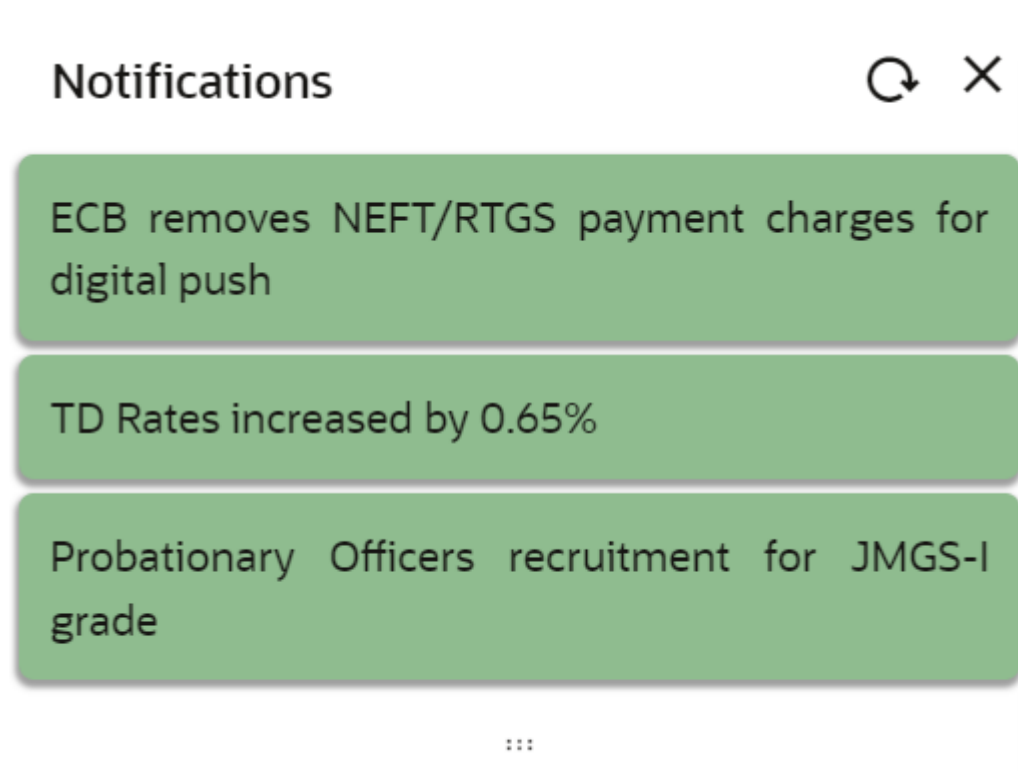 Notifications
ECB removes NEFT/RTGS payment charges for
digital push
TD Rates increased by 0.65%
Probationary Officers recruitment for JMGS-I
grade